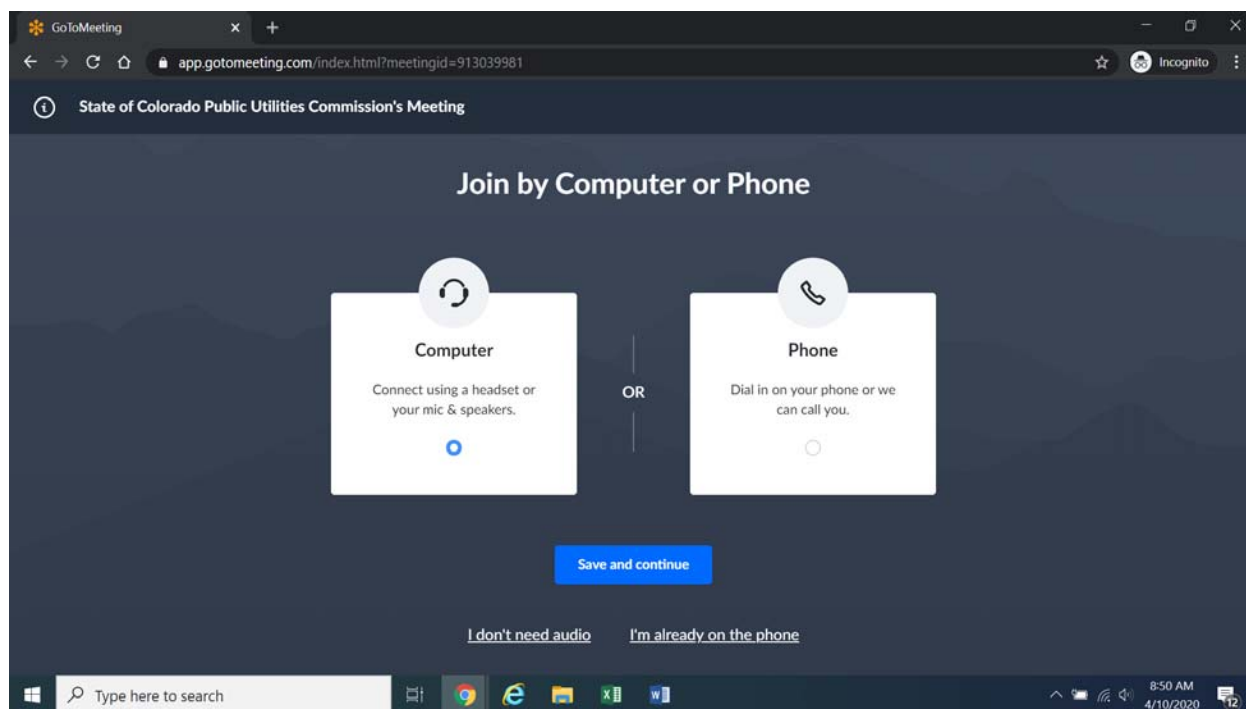 GoToMeeting
app.gotomeeting.com/index.html?meetingid=913039981
Incognito
State of Colorado Public Utilities Commission's Meeting
Join by Computer or Phone
Computer
Connect using a headset or
your mic & speakers.
OR
Phone
Dial in on your phone or we
can call you.
Save and continue
I don't need audio
I'm already on the phone
Type here to search
8:50 AM
4/10/2020
12